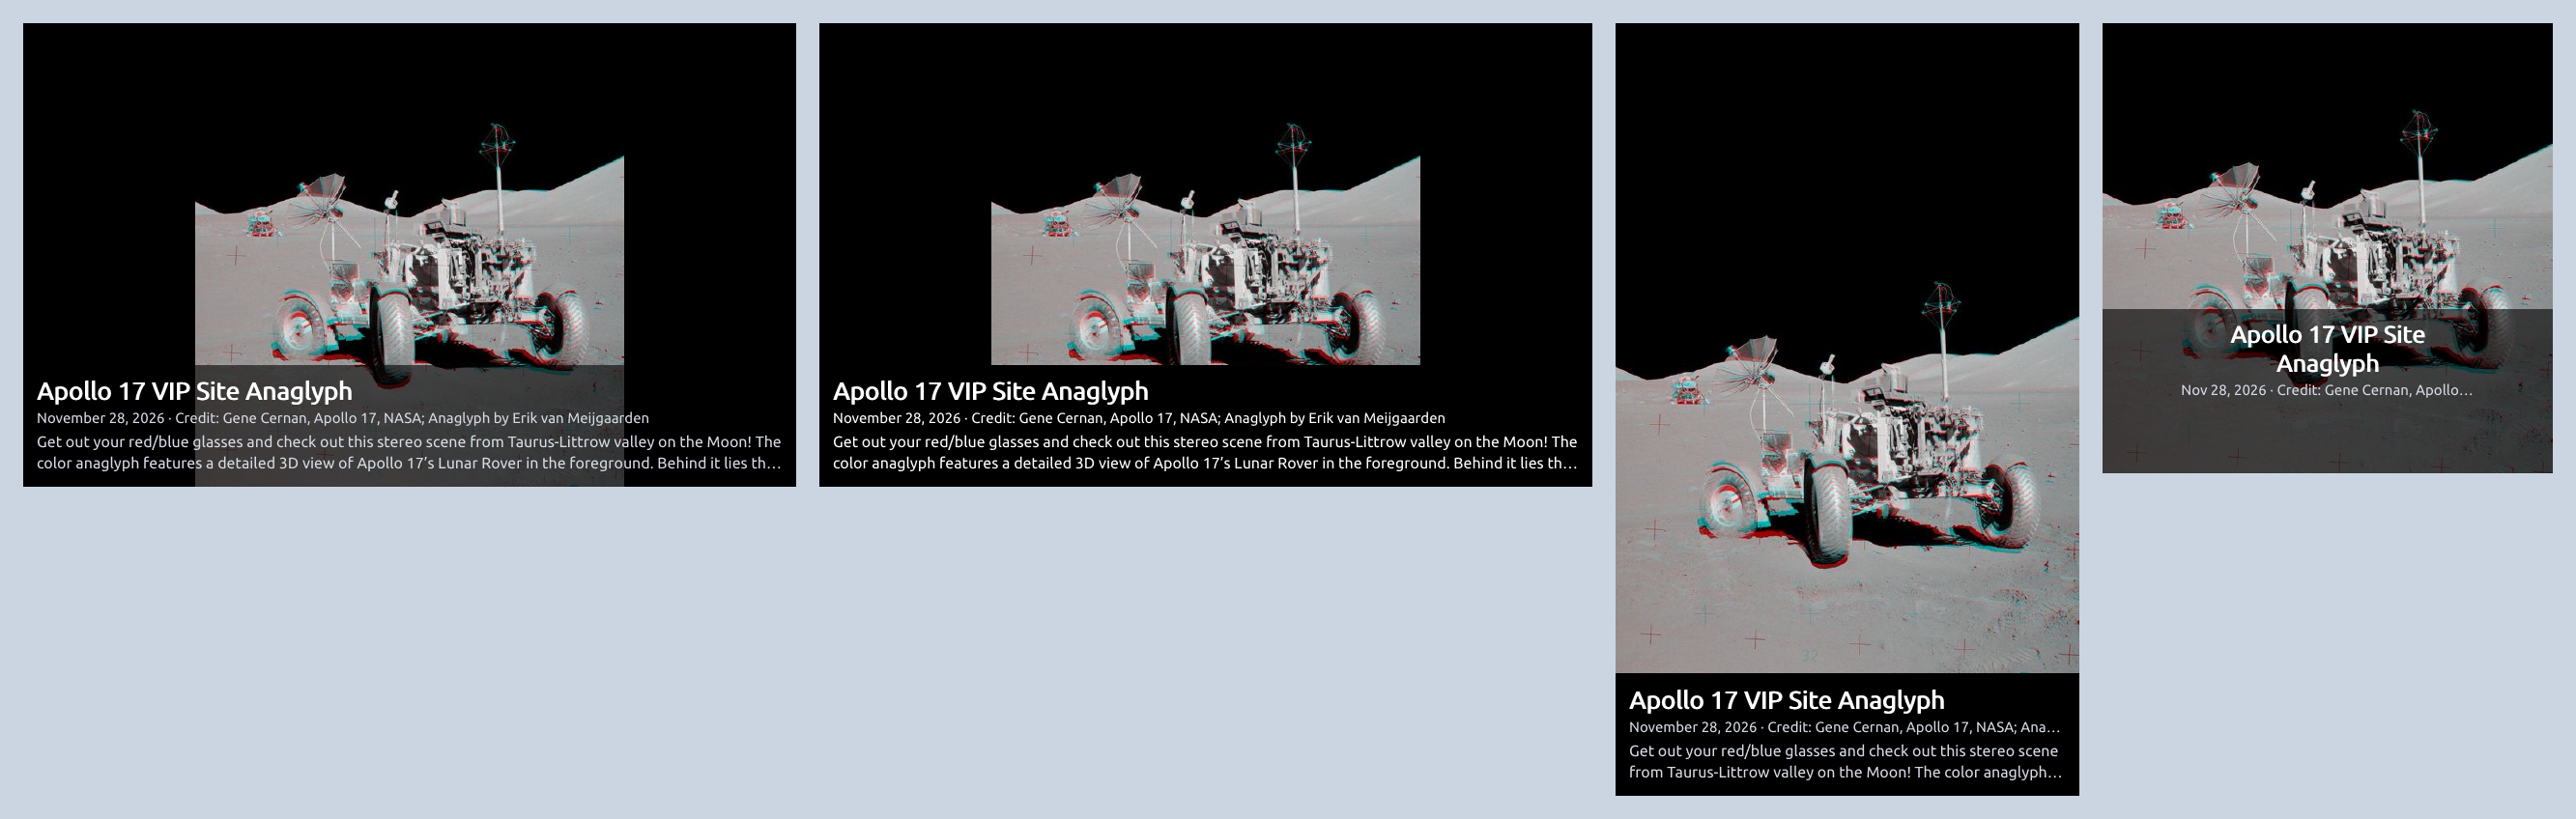 Apollo 17 VIP Site Anaglyph
November 28, 2026 · Credit: Gene Cernan, Apollo 17, NASA; Anaglyph by Erik van Meijgaarden
Get out your red/blue glasses and check out this stereo scene from Taurus-Littrow valley on the Moon! The
color anaglyph features a detailed 3D view of Apollo 17’s Lunar Rover in the foreground. Behind it lies th…
Apollo 17 VIP Site Anaglyph
November 28, 2026 · Credit: Gene Cernan, Apollo 17, NASA; Anaglyph by Erik van Meijgaarden
Get out your red/blue glasses and check out this stereo scene from Taurus-Littrow valley on the Moon! The
color anaglyph features a detailed 3D view of Apollo 17’s Lunar Rover in the foreground. Behind it lies th…
32
Apollo 17 VIP Site Anaglyph
November 28, 2026 · Credit: Gene Cernan, Apollo 17, NASA; Ana…
Get out your red/blue glasses and check out this stereo scene
from Taurus-Littrow valley on the Moon! The color anaglyph…
Apollo 17 VIP Site
Anaglyph
Nov 28, 2026 · Credit: Gene Cernan, Apollo…